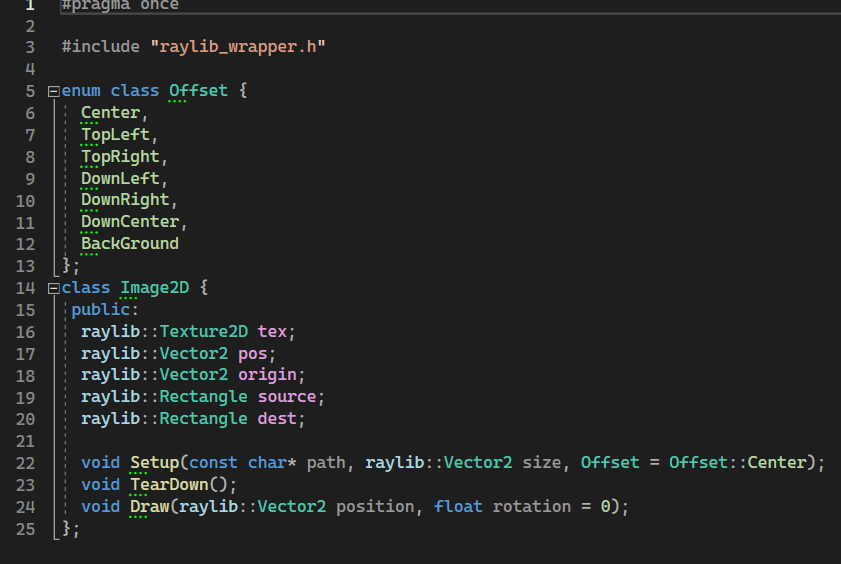 1 #pragma once
2
3 #include "raylib_wrapper.h"
4
5 enum class Offset {
6 Center,
7 TopLeft,
8 TopRight,
9 DownLeft,
10 DownRight,
11 DownCenter,
12 BackGround
13 };
14 class Image2D {
15 public:
16 raylib::Texture2D tex;
17 raylib::Vector2 pos;
18 raylib::Vector2 origin;
19 raylib::Rectangle source;
20 raylib::Rectangle dest;
21
22 void Setup(const char* path, raylib::Vector2 size, Offset = Offset::Center);
23 void TearDown();
24 void Draw(raylib::Vector2 position, float rotation = 0);
25 };